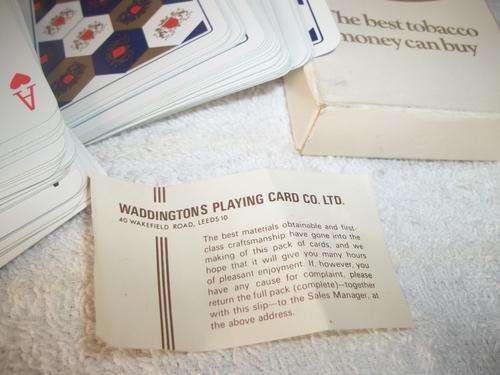 The best tobacco
money can buy
A
WADDINGTONS PLAYING CARD CO. LTD.
40 WAKEFIELD ROAD, LEEDS 10
The best materials obtainable and first-
class craftsmanship have gone into the
making of this pack of cards, and we
hope that it will give you many hours
of pleasant enjoyment. If, however, you
have any cause for complaint, please
return the full pack (complete)—together
with this slip—to the Sales Manager, at
the above address.